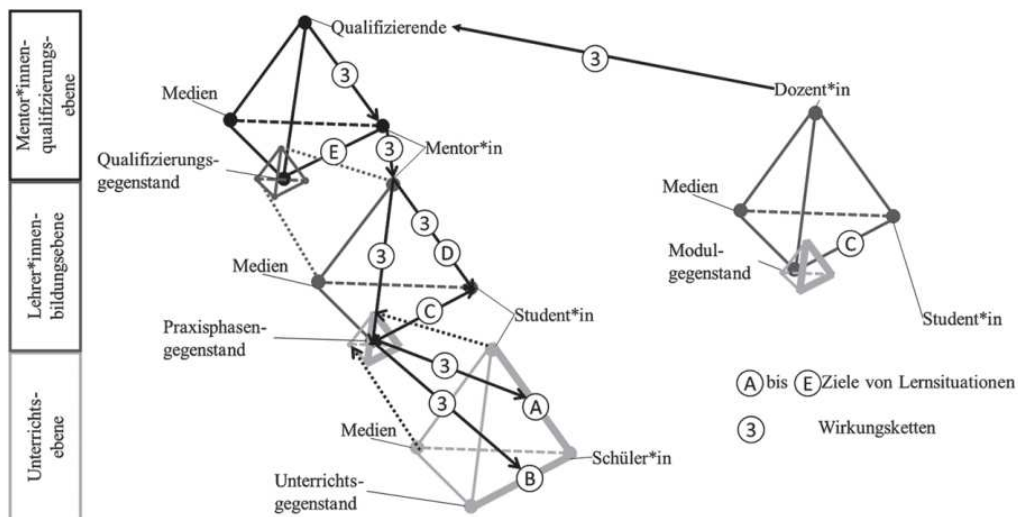 Mentor*innen-
qualifizierungs-
ebene
Lehrer*innen-
bildungsebene
Unterrichts-
ebene
Qualifizierende
3
3
Dozent*in
Medien
E
3
Mentor*in
Qualifizierungs-
gegenstand
Medien
3
D
3
C
Modul-
gegenstand
Medien
C
Student*in
Praxisphasen-
gegenstand
Student*in
3
A
3
A bis E Ziele von Lernsituationen
3 Wirkungsketten
Medien
Schüler*in
B
Unterrichts-
gegenstand